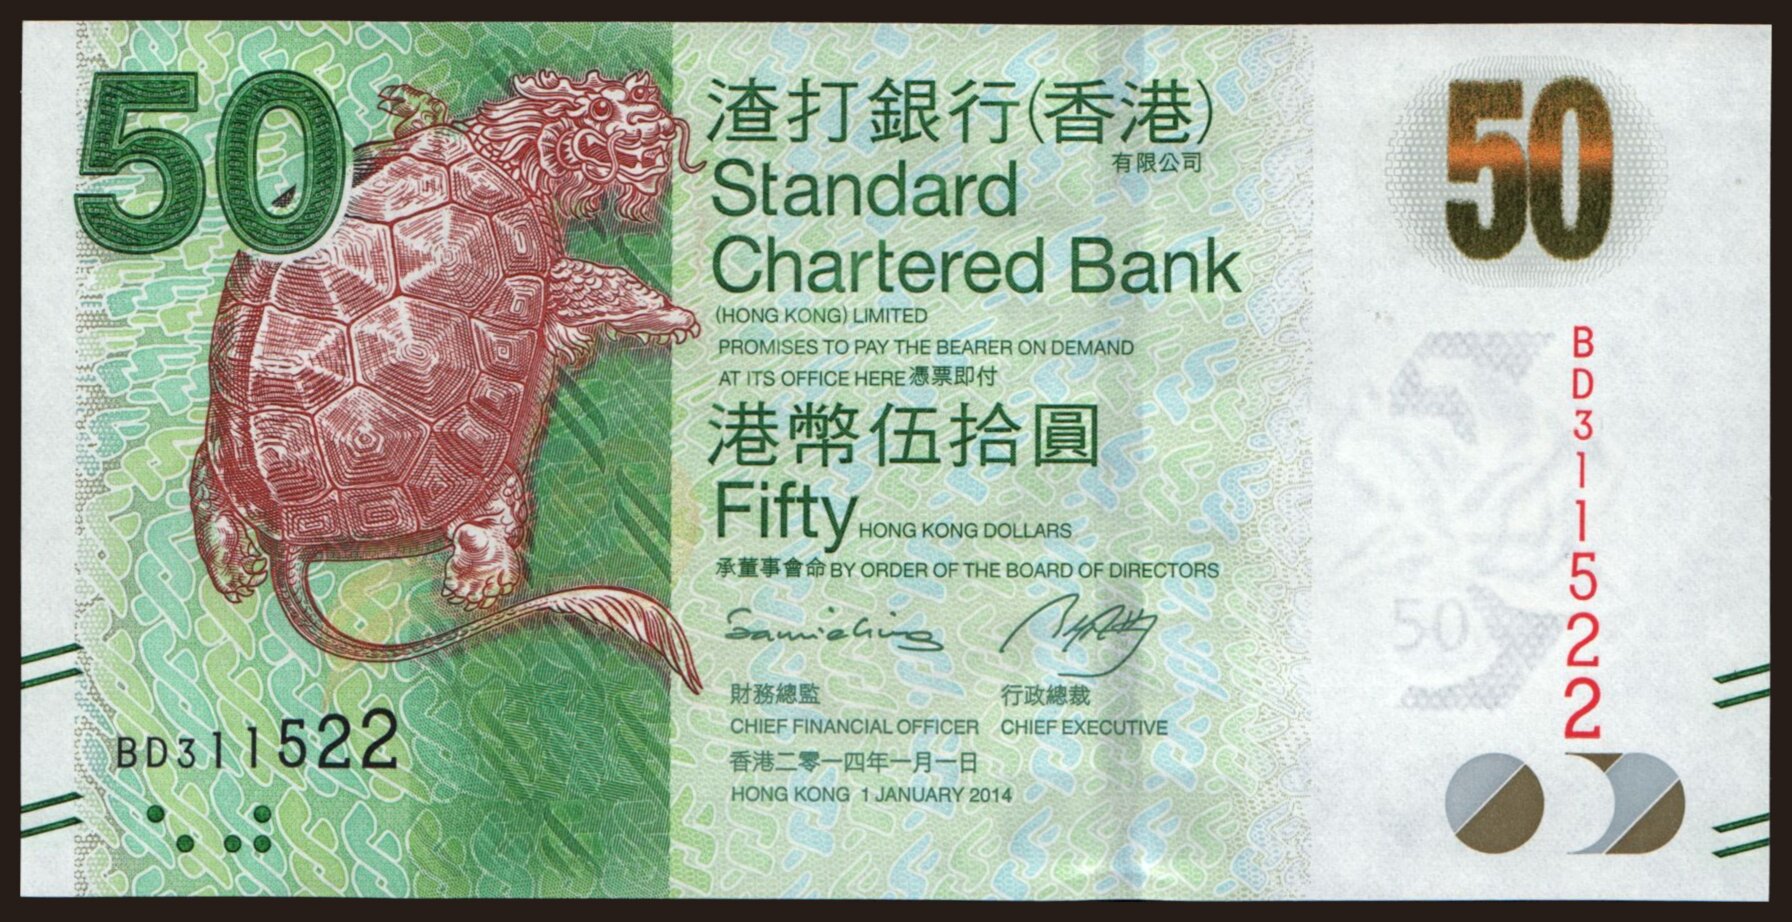 50
渣打銀行(香港)
有限公司
Standard
Chartered Bank
(HONG KONG) LIMITED
PROMISES TO PAY THE BEARER ON DEMAND
AT ITS OFFICE HERE 憑票即付
港幣伍拾圓
Fifty HONG KONG DOLLARS
承董事會命 BY ORDER OF THE BOARD OF DIRECTORS
財務總監 行政總裁
CHIEF FINANCIAL OFFICER CHIEF EXECUTIVE
香港二零一四年一月一日
HONG KONG 1 JANUARY 2014
BD311522
50
BD311522
50